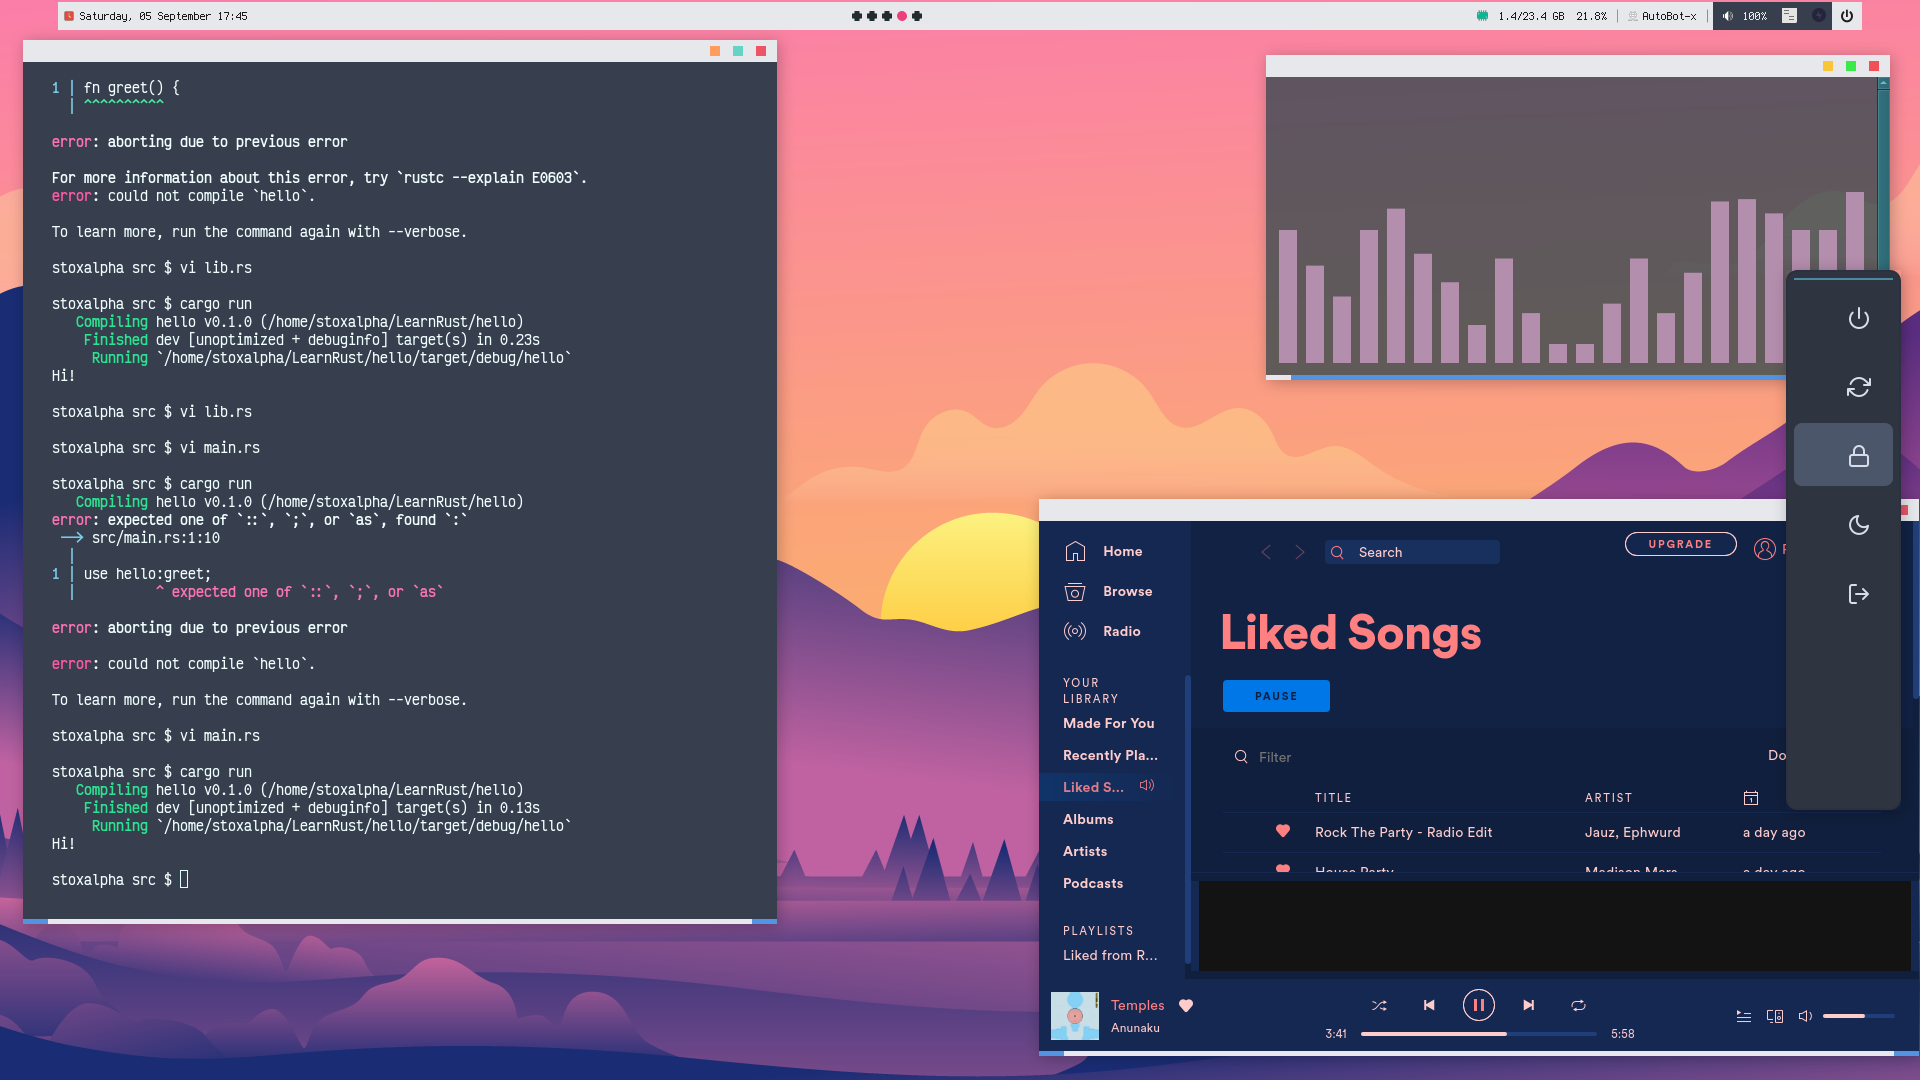 Saturday, 05 September 17:45
1.4/23.4 GB 21.8% | AutoBot-x |
100%
1 | fn greet() {
| ^^^^^^^^^^
error: aborting due to previous error
For more information about this error, try `rustc --explain E0603`.
error: could not compile `hello`.
To learn more, run the command again with --verbose.
stoxalpha src $ vi lib.rs
stoxalpha src $ cargo run
Compiling hello v0.1.0 (/home/stoxalpha/LearnRust/hello)
Finished dev [unoptimized + debuginfo] target(s) in 0.23s
Running `/home/stoxalpha/LearnRust/hello/target/debug/hello`
Hi!
stoxalpha src $ vi lib.rs
stoxalpha src $ vi main.rs
stoxalpha src $ cargo run
Compiling hello v0.1.0 (/home/stoxalpha/LearnRust/hello)
error: expected one of `::`, `;`, or `as`, found `:`
--> src/main.rs:1:10
|
1 | use hello:greet;
| ^ expected one of `::`, `;`, or `as`
error: aborting due to previous error
error: could not compile `hello`.
To learn more, run the command again with --verbose.
stoxalpha src $ vi main.rs
stoxalpha src $ cargo run
Compiling hello v0.1.0 (/home/stoxalpha/LearnRust/hello)
Finished dev [unoptimized + debuginfo] target(s) in 0.13s
Running `/home/stoxalpha/LearnRust/hello/target/debug/hello`
Hi!
stoxalpha src $
Home
Browse
Radio
YOUR
LIBRARY
Made For You
Recently Pla...
Liked S...
Albums
Artists
Podcasts
PLAYLISTS
Liked from R...
Search
UPGRADE
Liked Songs
PAUSE
Filter
Do
TITLE ARTIST
Rock The Party - Radio Edit Jauz, Ephwurd a day ago
House Party Madison Mars a day ago
Temples
Anunaku
3:41 5:58